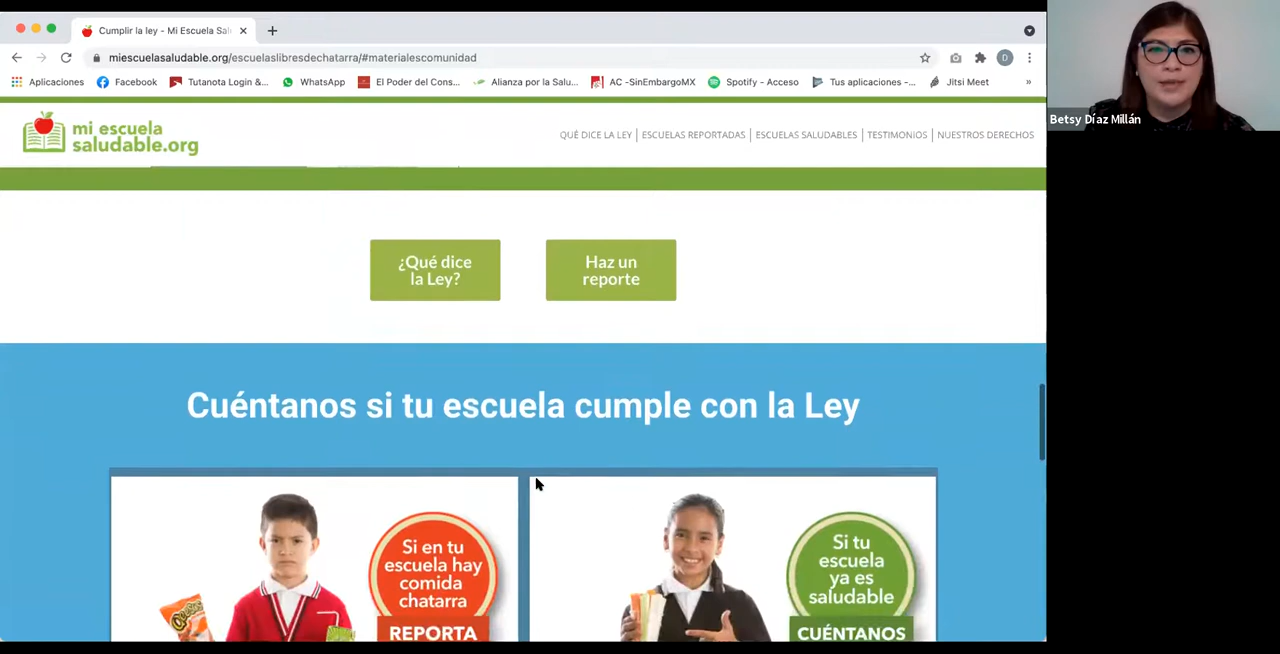 Cumplir la ley - Mi Escuela Salu
miescuelasaludable.org/escuelaslibresdechatarra/#materialescomunidad
D
Aplicaciones
Facebook
Tutanota Login &...
WhatsApp
El Poder del Cons...
Alianza por la Salu...
AC -SinEmbargoMX
Spotify - Acceso
Tus aplicaciones -...
Jitsi Meet
»
mi escuela
saludable.org
QUÉ DICE LA LEY | ESCUELAS REPORTADAS | ESCUELAS SALUDABLES | TESTIMONIOS | NUESTROS DERECHOS
Betsy Díaz Millán
¿Qué dice
la Ley?
Haz un
reporte
Cuéntanos si tu escuela cumple con la Ley
Si en tu
escuela hay
comida
chatarra
REPORTA
Si tu
escuela
ya es
saludable
CUÉNTANOS